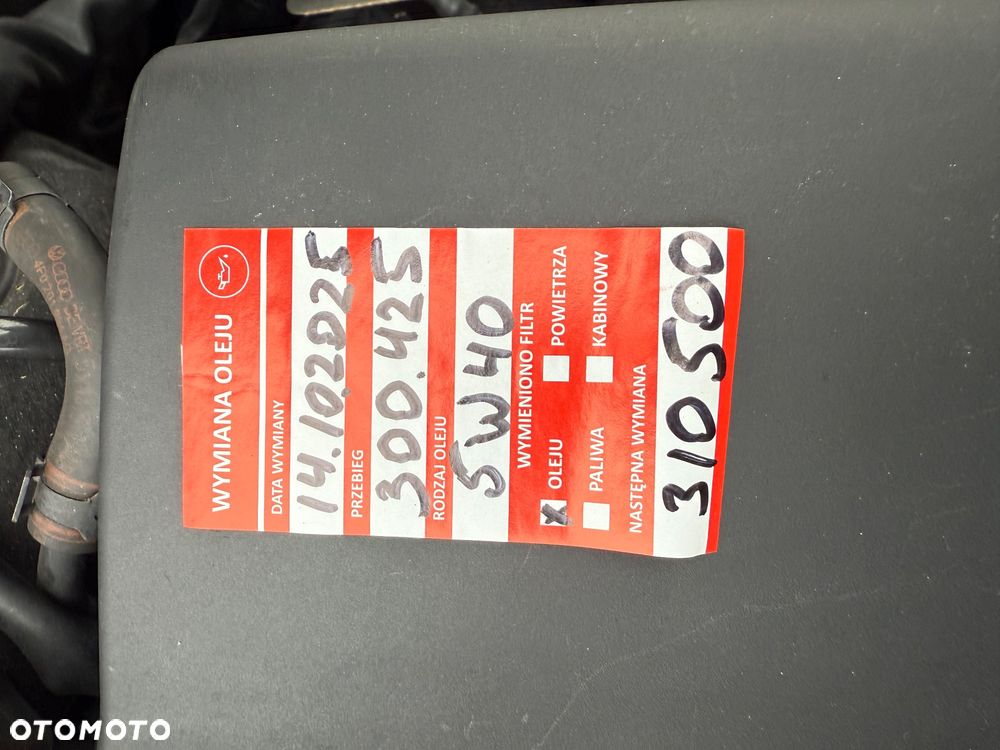 WYMIANA OLEJU
DATA WYMIANY
14.10.2025
PRZEBIEG
300.425
RODZAJ OLEJU
5W40
WYMIENIONO FILTR
x OLEJU POWIETRZA
PALIWA KABINOWY
NASTĘPNA WYMIANA
310 500
OTOMOTO